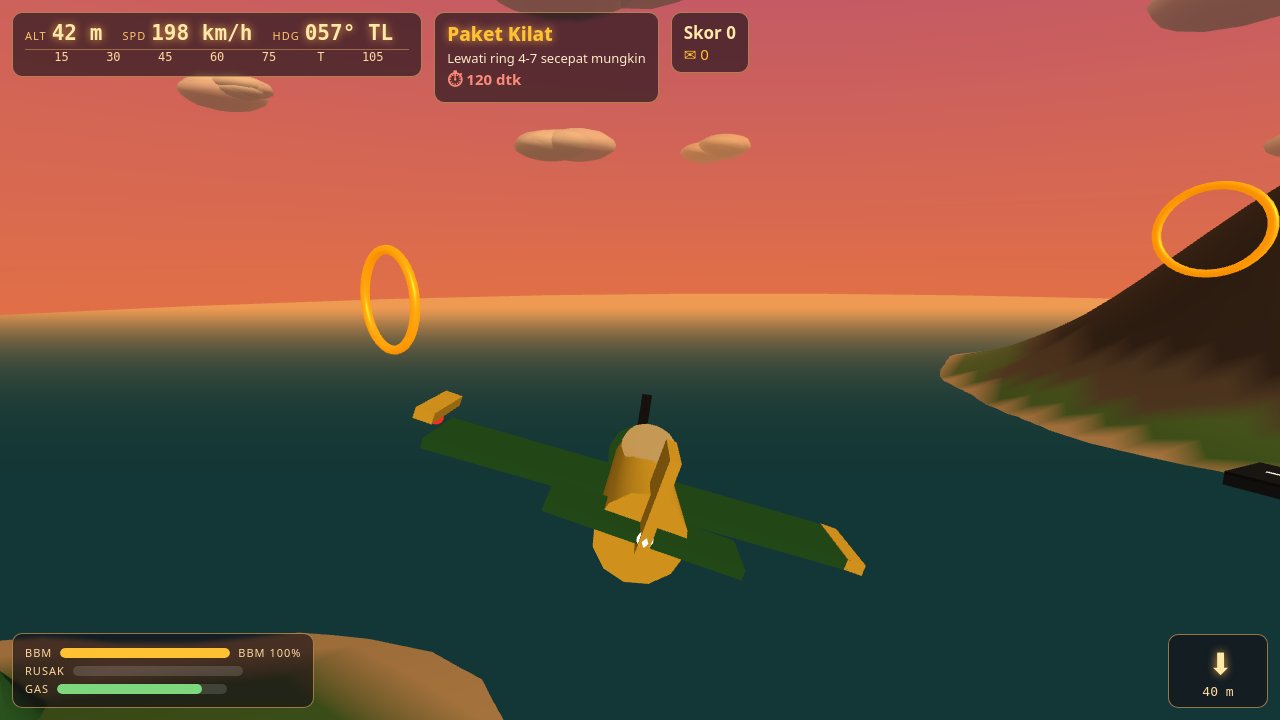 ALT 42 m SPD 198 km/h HDG 057° TL
15 30 45 60 75 T 105
Paket Kilat
Lewati ring 4-7 secepat mungkin
⏱ 120 dtk
Skor 0
✉ 0
BBM BBM 100%
RUSAK
GAS
⬇
40 m